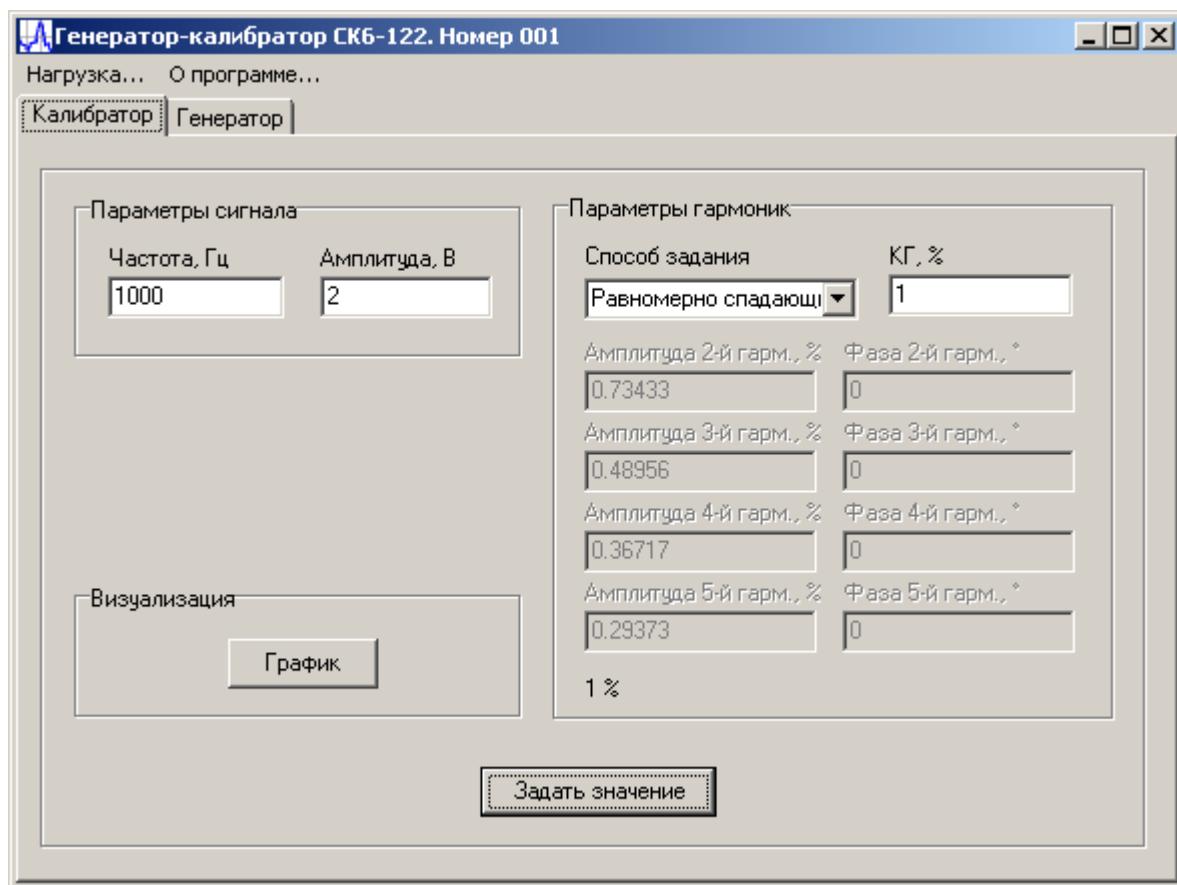 Генератор-калибратор СК6-122. Номер 001
Нагрузка... О программе...
Калибратор Генератор
Параметры сигнала
Частота, Гц Амплитуда, В
1000 2
Параметры гармоник
Способ задания КГ, %
Равномерно спадающи 1
Амплитуда 2-й гарм., % Фаза 2-й гарм., °
0.73433 0
Амплитуда 3-й гарм., % Фаза 3-й гарм., °
0.48956 0
Амплитуда 4-й гарм., % Фаза 4-й гарм., °
0.36717 0
Амплитуда 5-й гарм., % Фаза 5-й гарм., °
0.29373 0
1 %
Визуализация
График
Задать значение